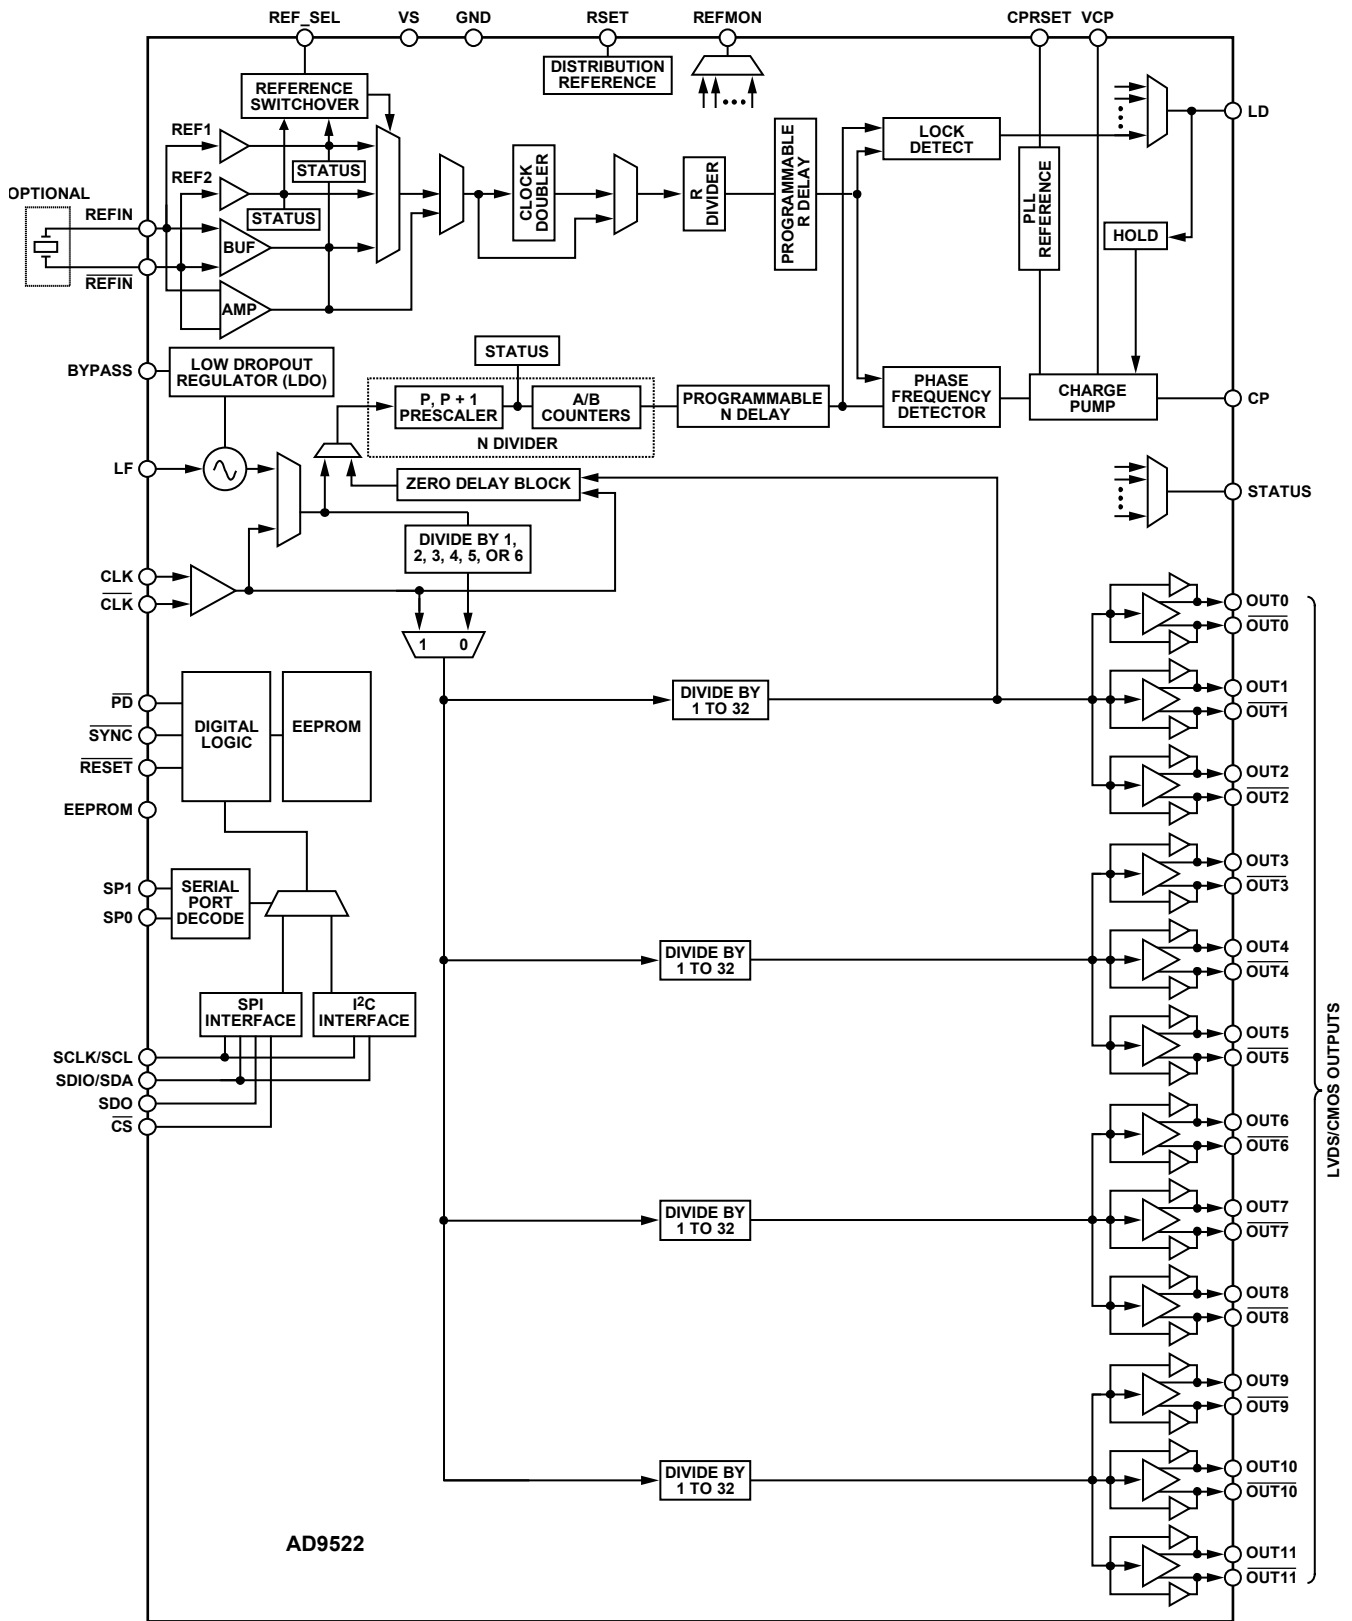 REF_SEL VS GND RSET REFMON CPRSET VCP
DISTRIBUTION
REFERENCE
REFERENCE
SWITCHOVER
REF1
STATUS
REF2
STATUS
OPTIONAL
REFIN
BUF
REFIN
AMP
CLOCK
DOUBLER
R
DIVIDER
PROGRAMMABLE
R DELAY
LOCK
DETECT
LD
PLL
REFERENCE
HOLD
BYPASS
LOW DROPOUT
REGULATOR (LDO)
STATUS
P, P + 1
PRESCALER
A/B
COUNTERS
N DIVIDER
PROGRAMMABLE
N DELAY
PHASE
FREQUENCY
DETECTOR
CHARGE
PUMP
CP
LF
ZERO DELAY BLOCK
STATUS
DIVIDE BY 1,
2, 3, 4, 5, OR 6
CLK
CLK
1 0
OUT0
OUT0
PD
SYNC
RESET
EEPROM
DIGITAL
LOGIC
EEPROM
DIVIDE BY
1 TO 32
OUT1
OUT1
OUT2
OUT2
SP1
SP0
SERIAL
PORT
DECODE
OUT3
OUT3
DIVIDE BY
1 TO 32
OUT4
OUT4
SPI
INTERFACE
I2C
INTERFACE
OUT5
OUT5
SCLK/SCL
SDIO/SDA
SDO
CS
LVDS/CMOS OUTPUTS
OUT6
OUT6
DIVIDE BY
1 TO 32
OUT7
OUT7
OUT8
OUT8
OUT9
OUT9
DIVIDE BY
1 TO 32
OUT10
OUT10
AD9522
OUT11
OUT11